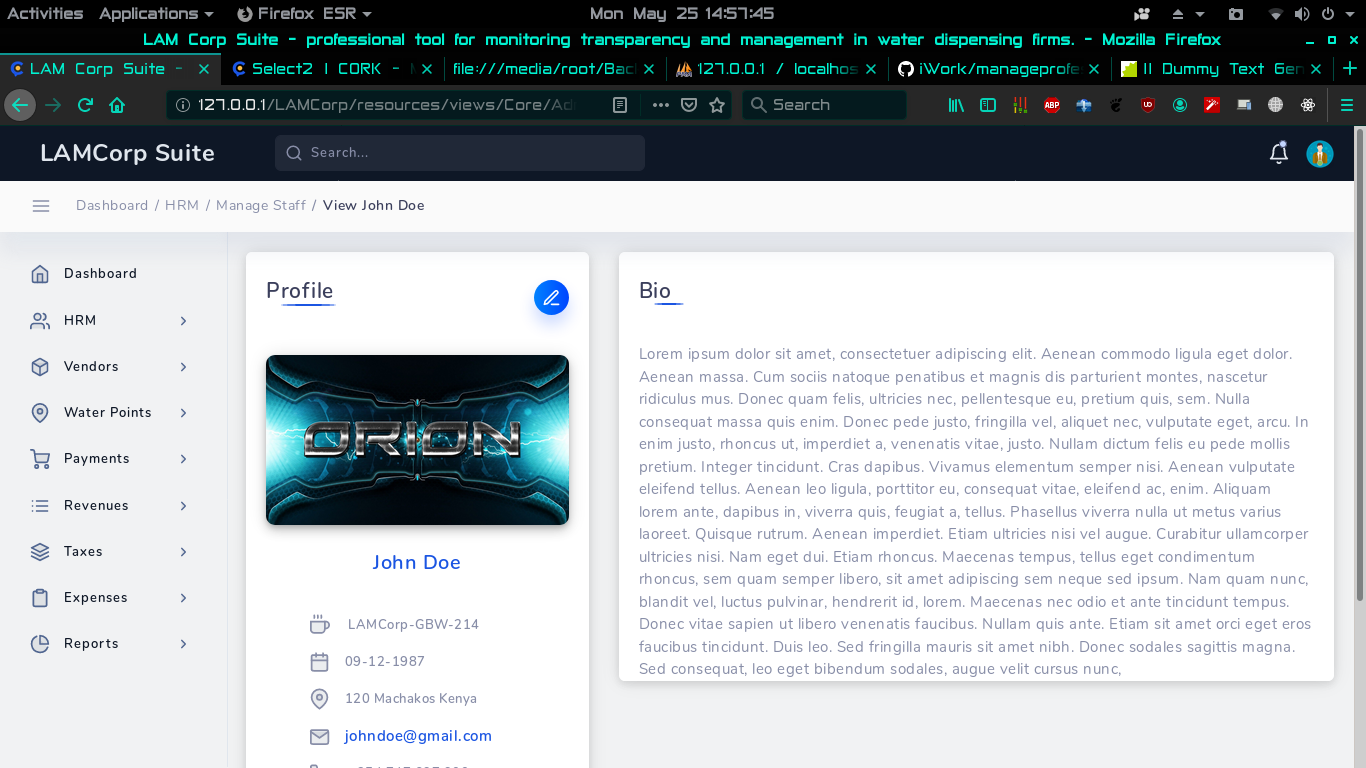 Activities Applications Firefox ESR Mon May 25 14:57:45
LAM Corp Suite - professional tool for monitoring transparency and management in water dispensing firms. - Mozilla Firefox
LAM Corp Suite - Select2 | CORK - file:///media/root/Bac 127.0.0.1 / localhos iWork/manageprofe || Dummy Text Gen
127.0.0.1/LAMCorp/resources/views/Core/Ad Search
LAMCorp Suite Search...
Dashboard / HRM / Manage Staff / View John Doe
Dashboard
HRM
Vendors
Water Points
Payments
Revenues
Taxes
Expenses
Reports
Profile
ORION
John Doe
LAMCorp-GBW-214
09-12-1987
120 Machakos Kenya
johndoe@gmail.com
Bio
Lorem ipsum dolor sit amet, consectetuer adipiscing elit. Aenean commodo ligula eget dolor.
Aenean massa. Cum sociis natoque penatibus et magnis dis parturient montes, nascetur
ridiculus mus. Donec quam felis, ultricies nec, pellentesque eu, pretium quis, sem. Nulla
consequat massa quis enim. Donec pede justo, fringilla vel, aliquet nec, vulputate eget, arcu. In
enim justo, rhoncus ut, imperdiet a, venenatis vitae, justo. Nullam dictum felis eu pede mollis
pretium. Integer tincidunt. Cras dapibus. Vivamus elementum semper nisi. Aenean vulputate
eleifend tellus. Aenean leo ligula, porttitor eu, consequat vitae, eleifend ac, enim. Aliquam
lorem ante, dapibus in, viverra quis, feugiat a, tellus. Phasellus viverra nulla ut metus varius
laoreet. Quisque rutrum. Aenean imperdiet. Etiam ultricies nisi vel augue. Curabitur ullamcorper
ultricies nisi. Nam eget dui. Etiam rhoncus. Maecenas tempus, tellus eget condimentum
rhoncus, sem quam semper libero, sit amet adipiscing sem neque sed ipsum. Nam quam nunc,
blandit vel, luctus pulvinar, hendrerit id, lorem. Maecenas nec odio et ante tincidunt tempus.
Donec vitae sapien ut libero venenatis faucibus. Nullam quis ante. Etiam sit amet orci eget eros
faucibus tincidunt. Duis leo. Sed fringilla mauris sit amet nibh. Donec sodales sagittis magna.
Sed consequat, leo eget bibendum sodales, augue velit cursus nunc,